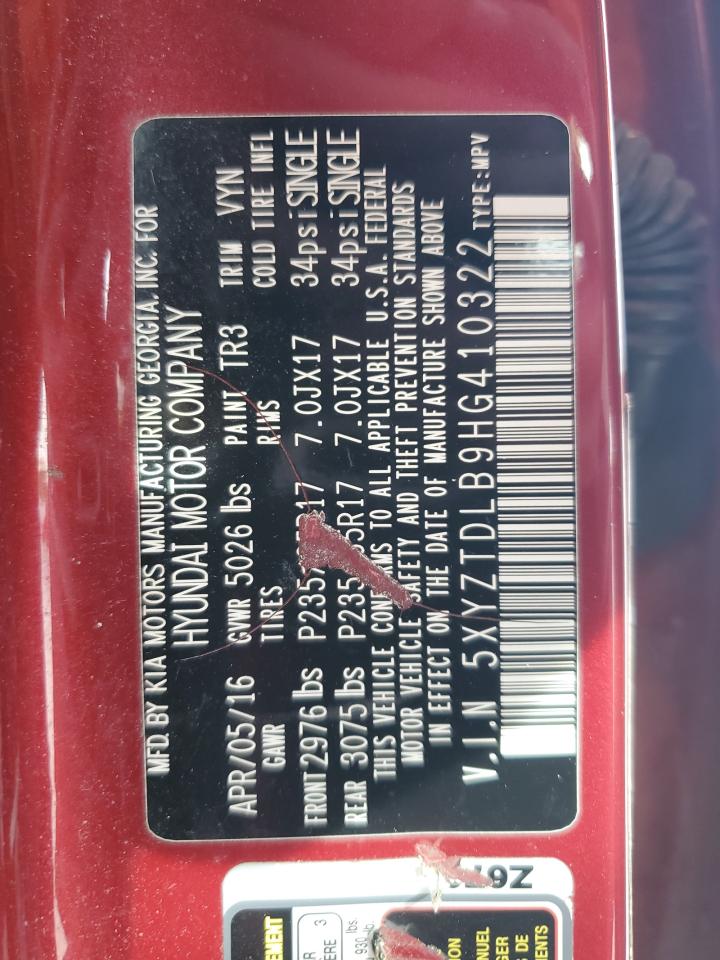 MFD. BY KIA MOTORS MANUFACTURING GEORGIA, INC. FOR
HYUNDAI MOTOR COMPANY
APR/05/16 GVWR 5026 lbs PAINT TR3 TRIM VYN
GAWR TIRES RIMS COLD TIRE INFL
FRONT 2976 lbs 7.0JX17 34psi SINGLE
REAR 3075 lbs 7.0JX17 34psi SINGLE
THIS VEHICLE CONFORMS TO ALL APPLICABLE U.S.A. FEDERAL
MOTOR VEHICLE SAFETY AND THEFT PREVENTION STANDARDS
IN EFFECT ON THE DATE OF MANUFACTURE SHOWN ABOVE
V.I.N 5XYZTDLB9HG410322 TYPE:MPV